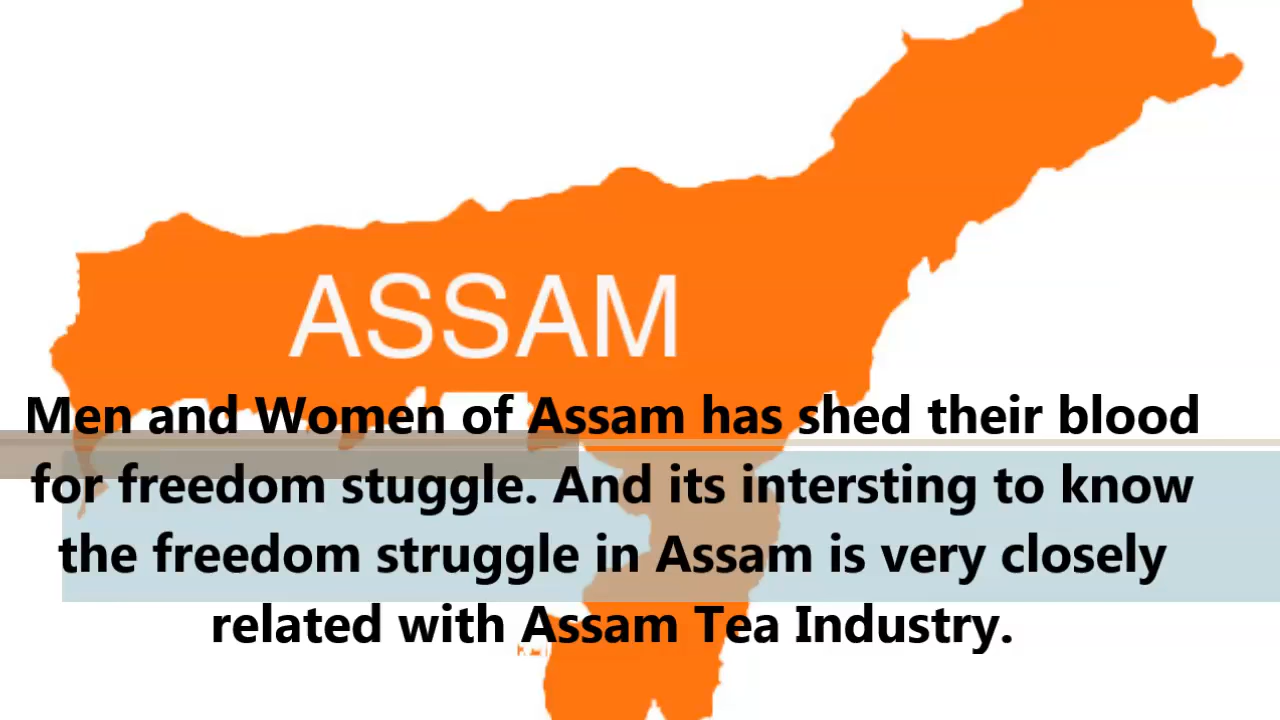 ASSAM
Men and Women of Assam has shed their blood
for freedom stuggle. And its intersting to know
the freedom struggle in Assam is very closely
related with Assam Tea Industry.